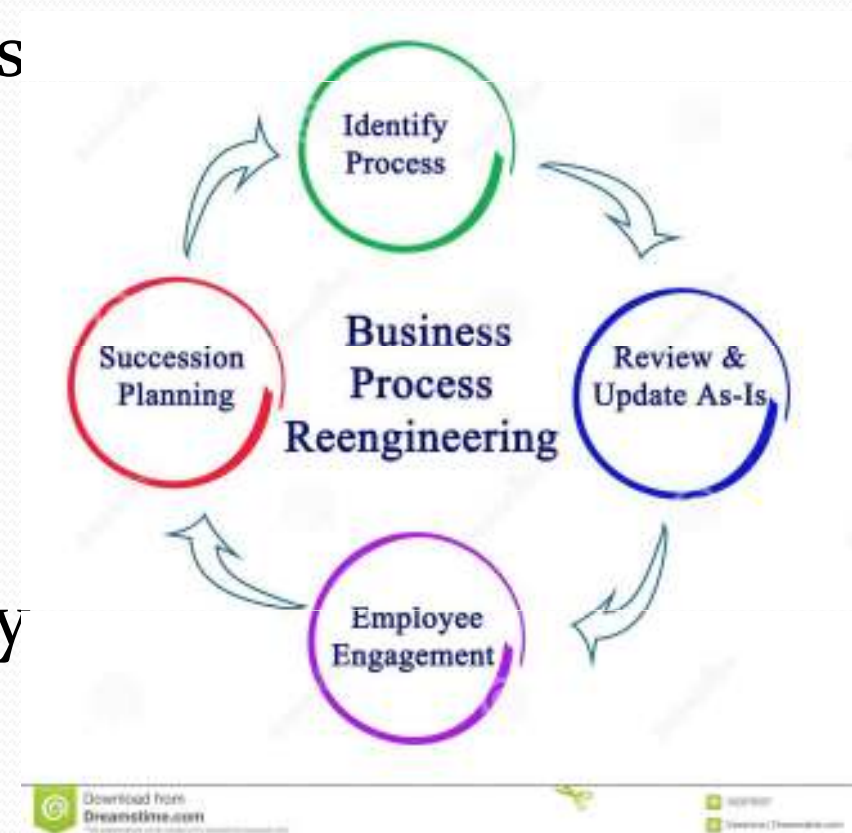 s
Identify
Process
Review &
Update As-Is
Business
Process
Reengineering
Succession
Planning
Employee
Engagement
y
Download from
Dreamstime.com